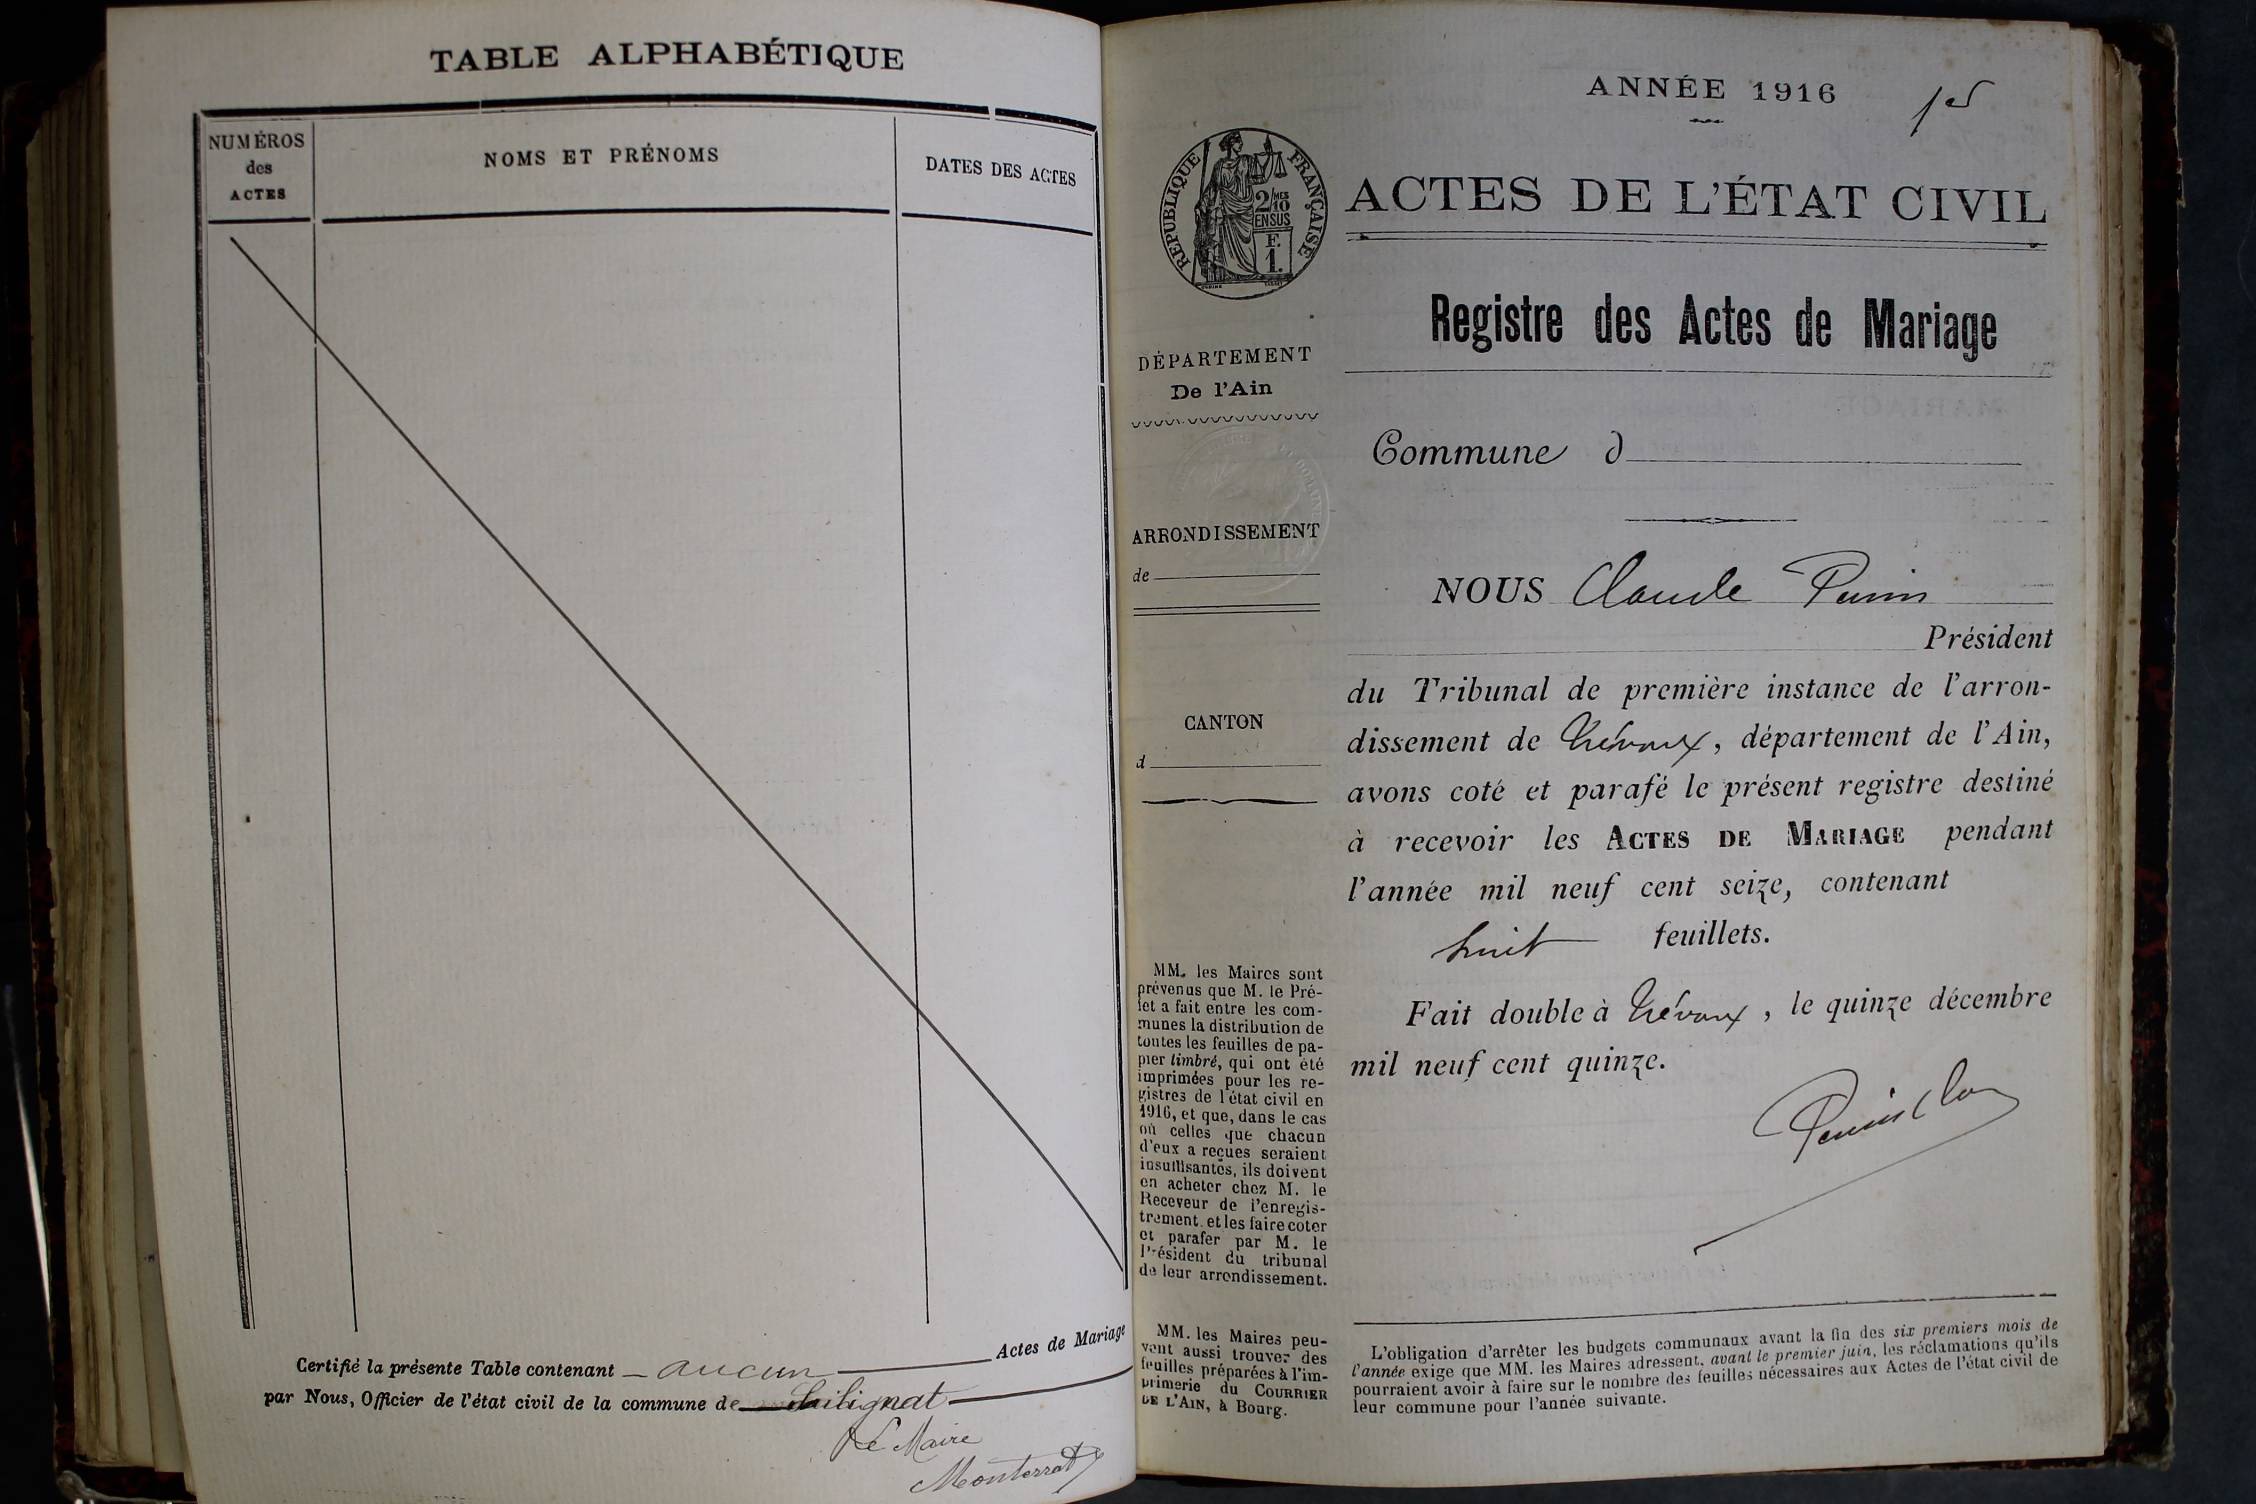 TABLE ALPHABÉTIQUE
NUMÉROS
des
ACTES
NOMS ET PRÉNOMS
DATES DES ACTES
Certifié la présente Table contenant aucun Actes de Mariage
par Nous, Officier de l'état civil de la commune de
Le Maire
Monterrat
ANNÉE 1916
1er
RÉPUBLIQUE FRANÇAISE
2/10 MES
EN SUS
F.
1.
ACTES DE L'ÉTAT CIVIL
Registre des Actes de Mariage
DÉPARTEMENT
De l'Ain
Commune d
ARRONDISSEMENT
de
CANTON
d
NOUS Claude
Président
du Tribunal de première instance de l'arron-
dissement de Trévoux, département de l'Ain,
avons coté et parafé le présent registre destiné
à recevoir les ACTES DE MARIAGE pendant
l'année mil neuf cent seize, contenant
huit feuillets.
Fait double à Trévoux, le quinze décembre
mil neuf cent quinze.
MM. les Maires sont
prévenus que M. le Pré-
fet a fait entre les com-
munes la distribution de
toutes les feuilles de pa-
pier timbré, qui ont été
imprimées pour les re-
gistres de l'état civil en
1916, et que, dans le cas
où celles que chacun
d'eux a reçues seraient
insuffisantes, ils doivent
en acheter chez M. le
Receveur de l'enregis-
trement. et les faire coter
et parafer par M. le
Président du tribunal
de leur arrondissement.
MM. les Maires peu-
vent aussi trouver des
feuilles préparées à l'im-
primerie du COURRIER
DE L'AIN, à Bourg.
L'obligation d'arrêter les budgets communaux avant la fin des six premiers mois de
l'année exige que MM. les Maires adressent, avant le premier juin, les réclamations qu'ils
pourraient avoir à faire sur le nombre des feuilles nécessaires aux Actes de l'état civil de
leur commune pour l'année suivante.